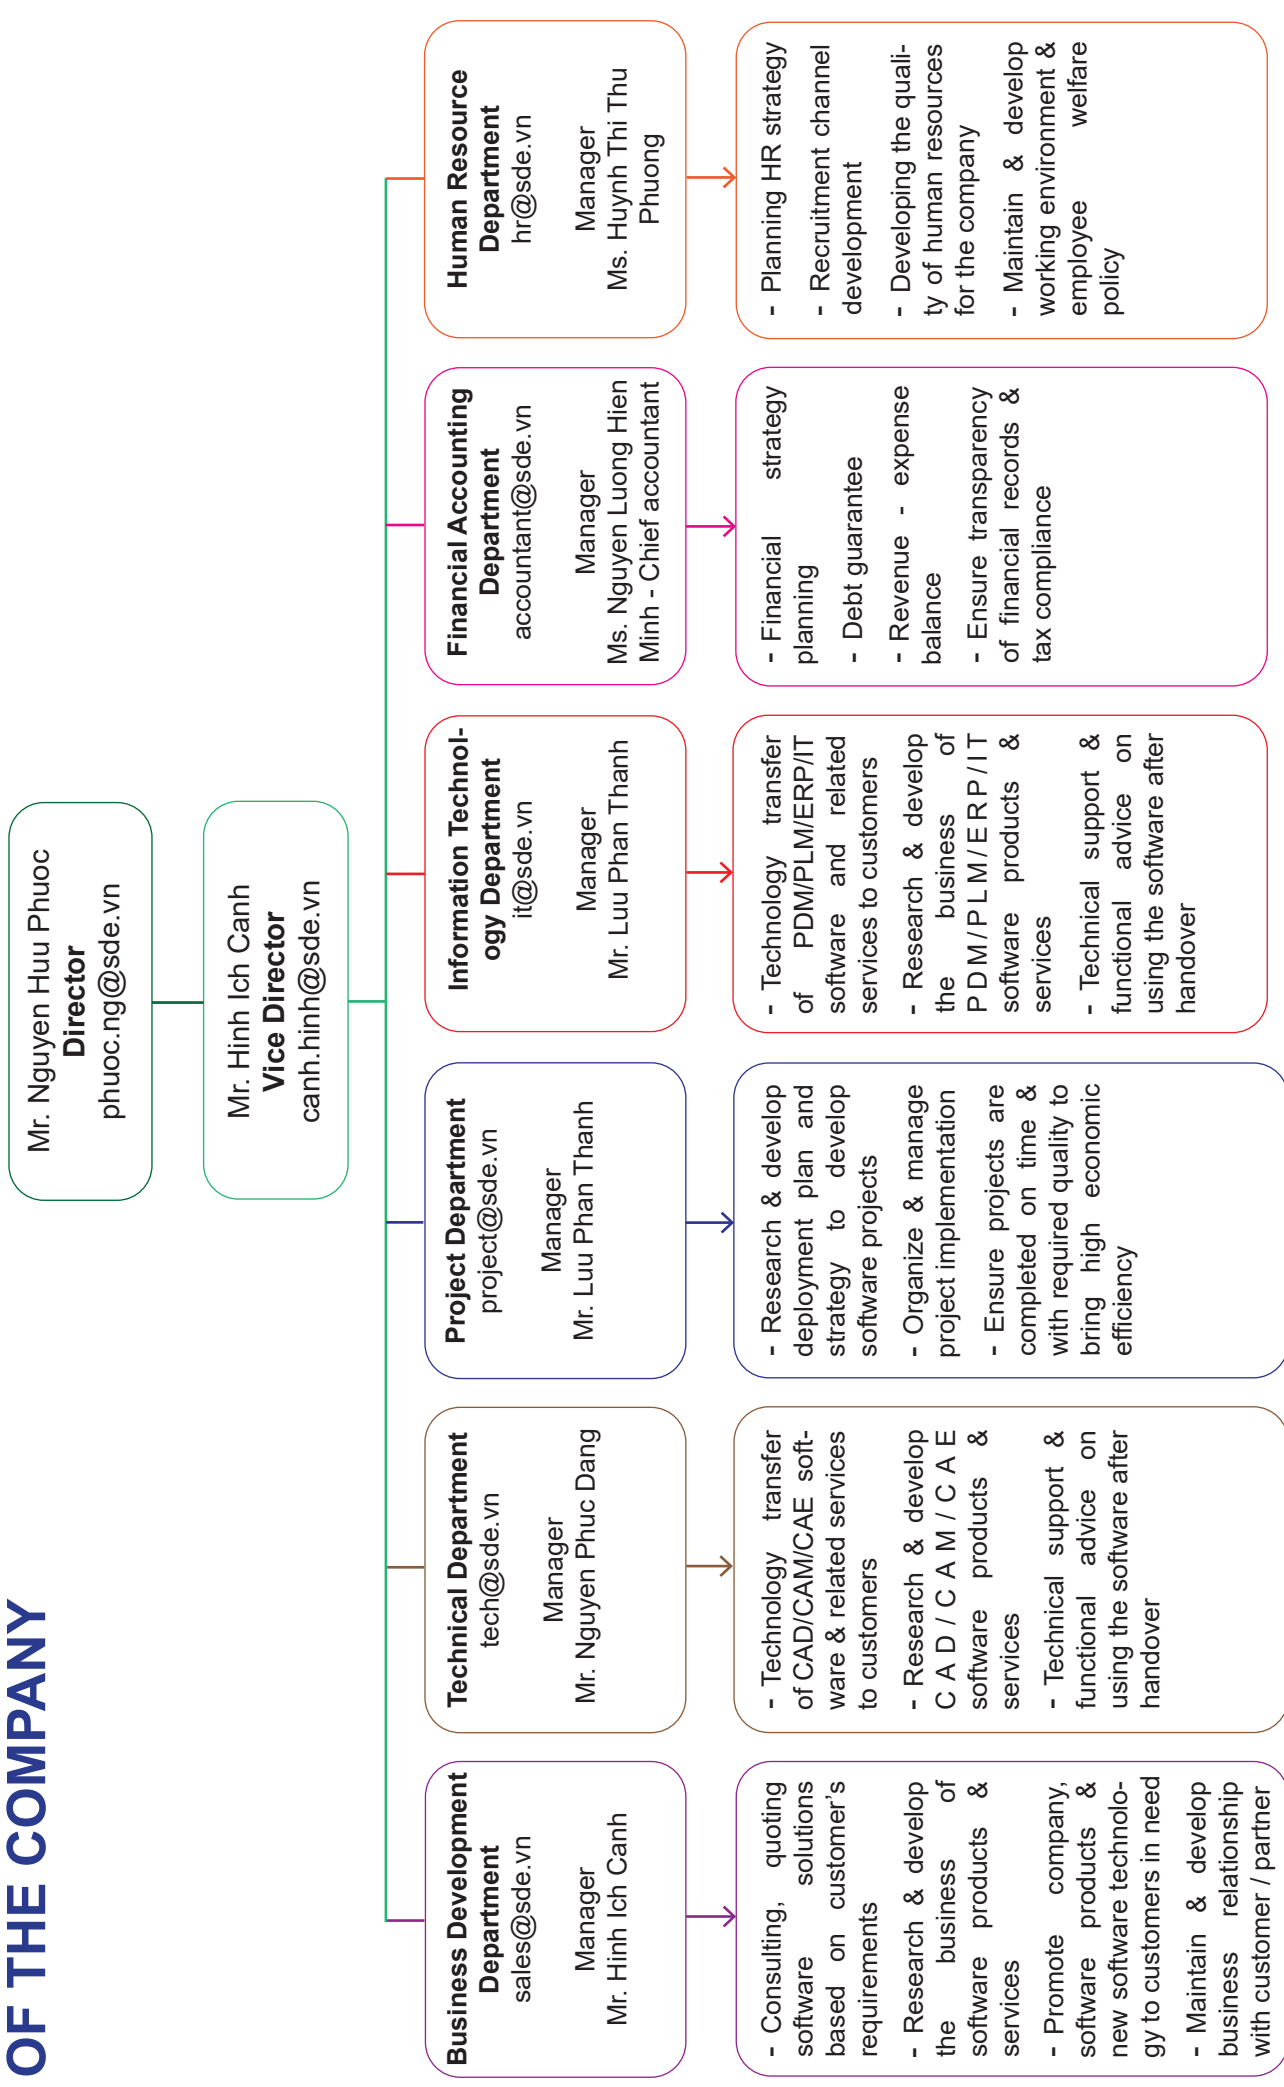 OF THE COMPANY
Mr. Nguyen Huu Phuoc
Director
phuoc.ng@sde.vn
Mr. Hinh Ich Canh
Vice Director
canh.hinh@sde.vn
Business Development
Department
sales@sde.vn
Manager
Mr. Hinh Ich Canh
- Consulting, quoting
software solutions
based on customer's
requirements
- Research & develop
the business of
software products &
services
- Promote company,
software products &
new software technolo-
gy to customers in need
- Maintain & develop
business relationship
with customer / partner
Technical Department
tech@sde.vn
Manager
Mr. Nguyen Phuc Dang
- Technology transfer
of CAD/CAM/CAE soft-
ware & related services
to customers
- Research & develop
CAD/CAM/CAE
software products &
services
- Technical support &
functional advice on
using the software after
handover
Project Department
project@sde.vn
Manager
Mr. Luu Phan Thanh
- Research & develop
deployment plan and
strategy to develop
software projects
- Organize & manage
project implementation
- Ensure projects are
completed on time &
with required quality to
bring high economic
efficiency
Information Technol-
ogy Department
it@sde.vn
Manager
Mr. Luu Phan Thanh
- Technology transfer
of PDM/PLM/ERP/IT
software and related
services to customers
- Research & develop
the business of
PDM/PLM/ERP/IT
software products &
services
- Technical support &
functional advice on
using the software after
handover
Financial Accounting
Department
accountant@sde.vn
Manager
Ms. Nguyen Luong Hien
Minh - Chief accountant
- Financial strategy
planning
- Debt guarantee
- Revenue - expense
balance
- Ensure transparency
of financial records &
tax compliance
Human Resource
Department
hr@sde.vn
Manager
Ms. Huynh Thi Thu
Phuong
- Planning HR strategy
- Recruitment channel
development
- Developing the quali-
ty of human resources
for the company
- Maintain & develop
working environment &
employee welfare
policy